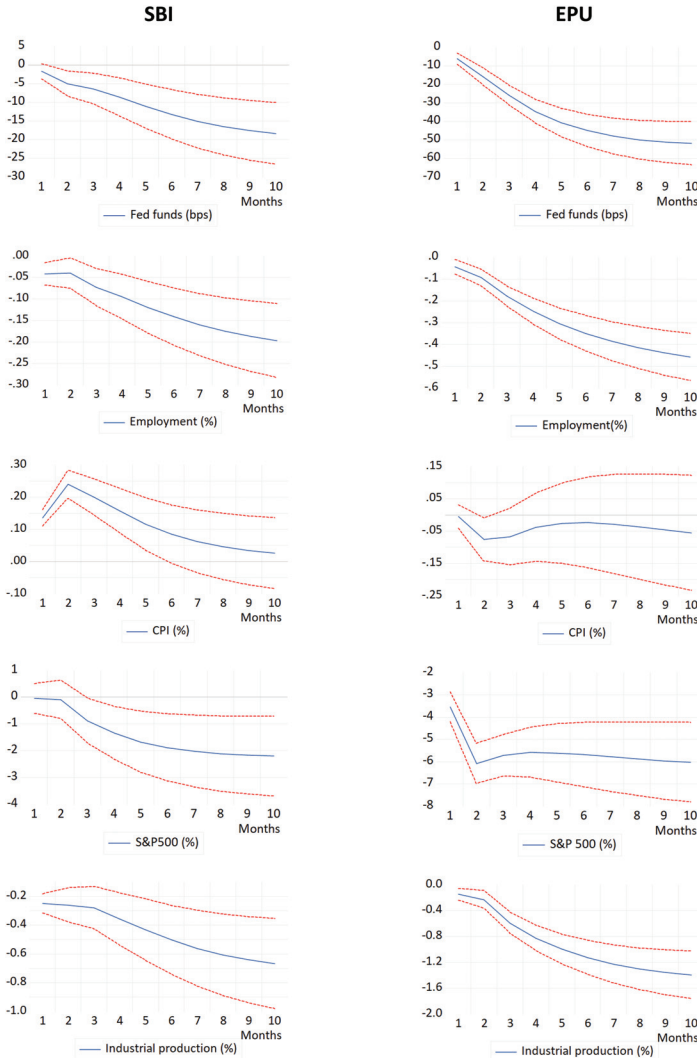 SBI
5
0
-5
-10
-15
-20
-25
-30
1 2 3 4 5 6 7 8 9 10
Months
Fed funds (bps)
.00
-.05
-.10
-.15
-.20
-.25
-.30
1 2 3 4 5 6 7 8 9 10
Months
Employment (%)
.30
.20
.10
.00
-.10
1 2 3 4 5 6 7 8 9 10
Months
CPI (%)
1
0
-1
-2
-3
-4
1 2 3 4 5 6 7 8 9 10
Months
S&P500 (%)
-0.2
-0.4
-0.6
-0.8
-1.0
1 2 3 4 5 6 7 8 9 10
Months
Industrial production (%)
EPU
-0
-10
-20
-30
-40
-50
-60
-70
1 2 3 4 5 6 7 8 9 10
Months
Fed funds (bps)
.0
-.1
-.2
-.3
-.4
-.5
-.6
1 2 3 4 5 6 7 8 9 10
Months
Employment(%)
.15
.05
-.05
-.15
-.25
1 2 3 4 5 6 7 8 9 10
Months
CPI (%)
-2
-3
-4
-5
-6
-7
-8
1 2 3 4 5 6 7 8 9 10
Months
S&P 500 (%)
0.0
-0.4
-0.8
-1.2
-1.6
-2.0
1 2 3 4 5 6 7 8 9 10
Months
Industrial production (%)